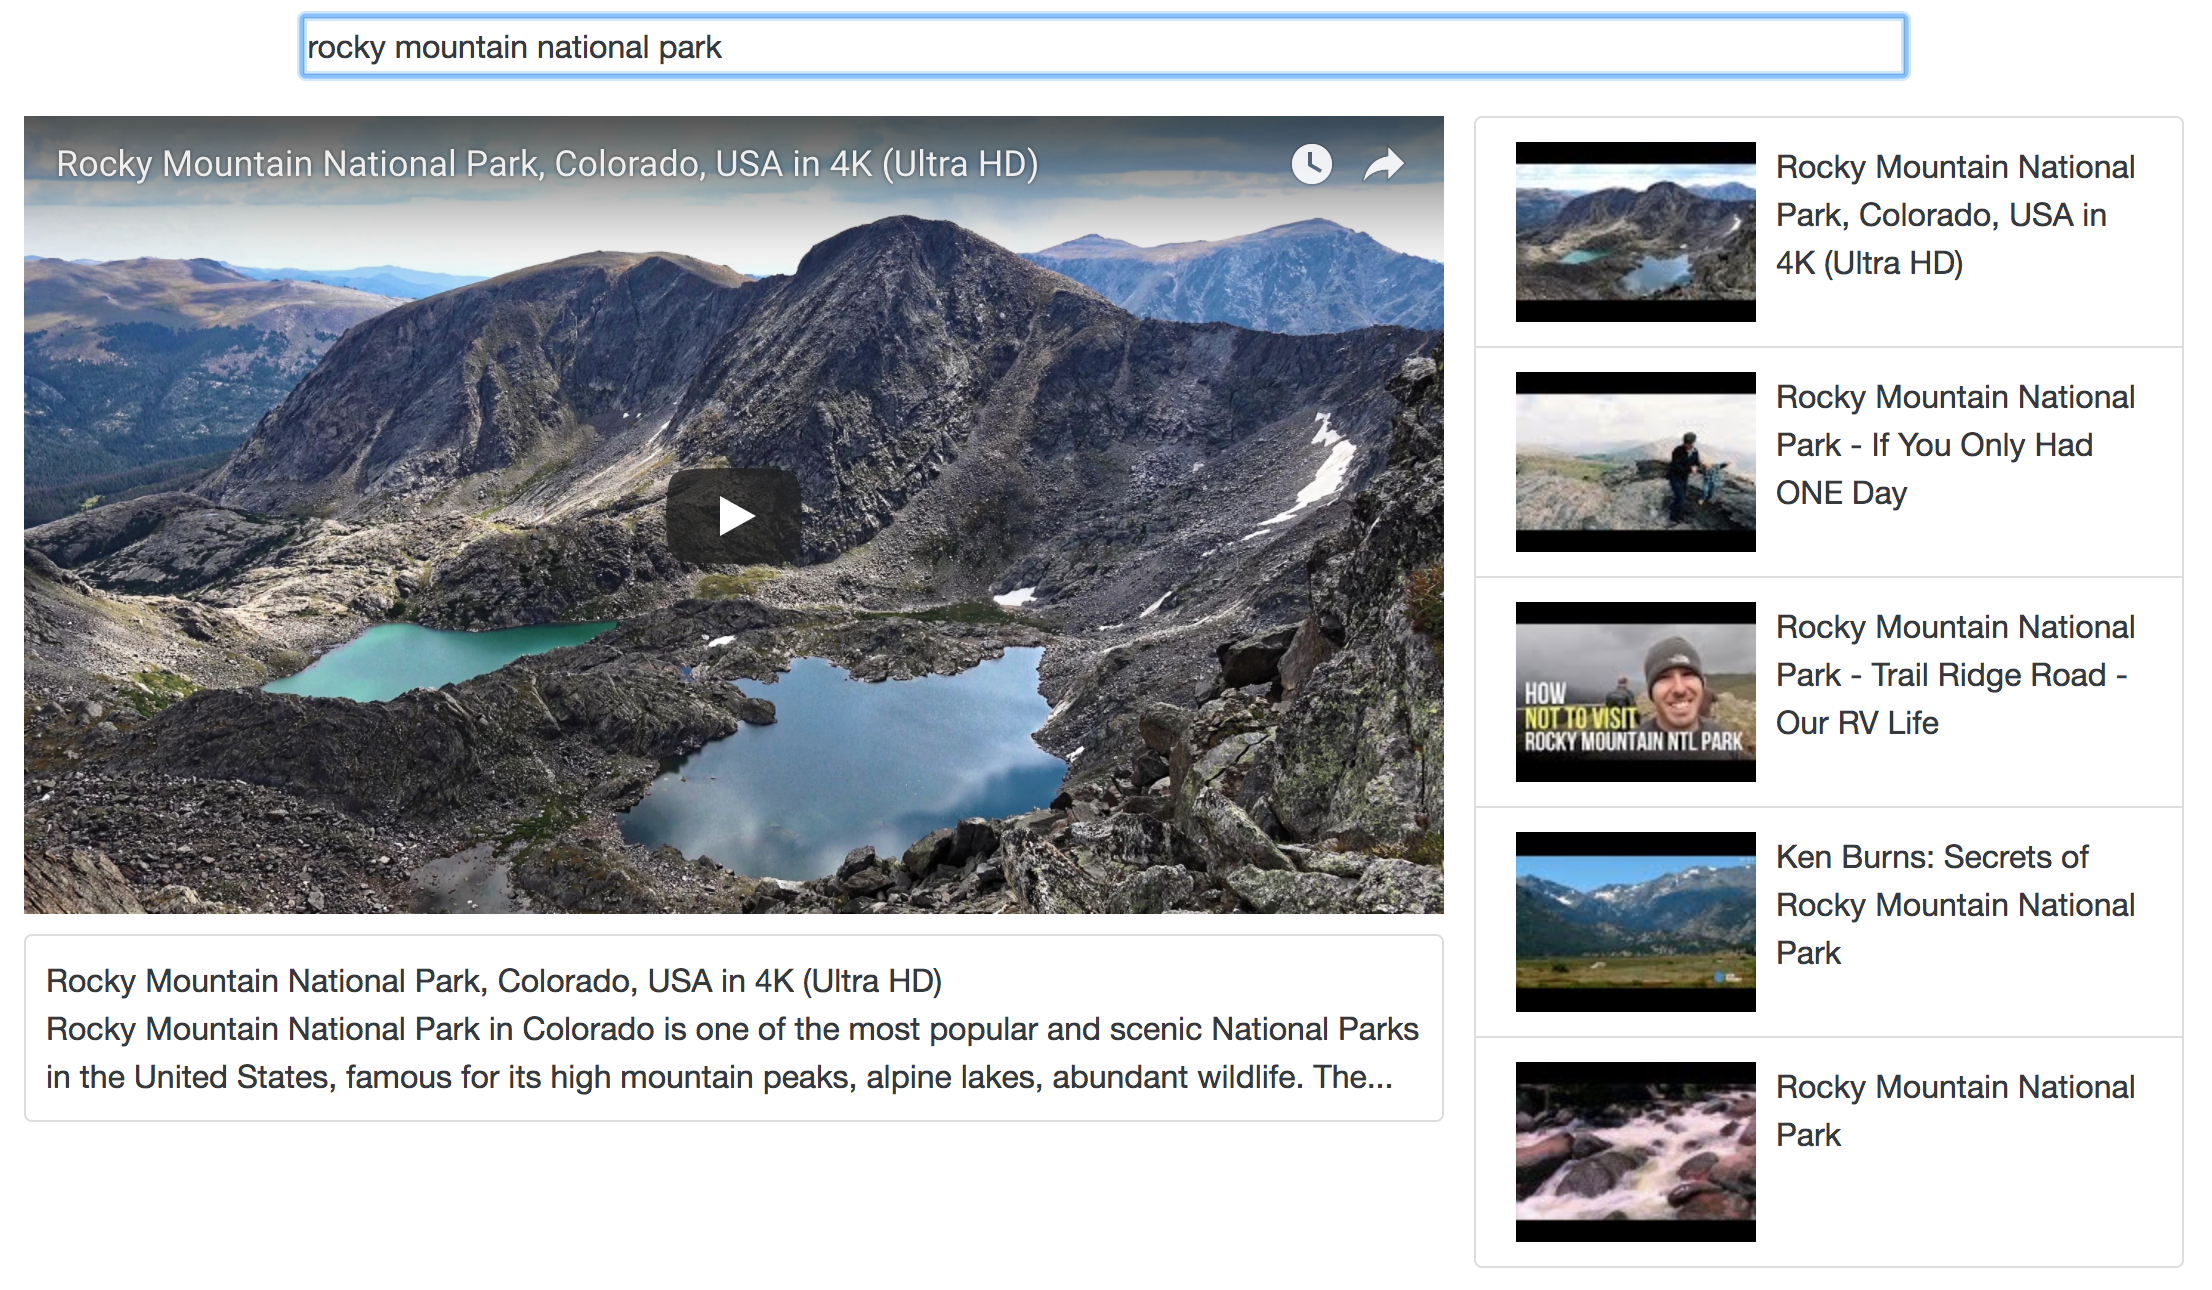 rocky mountain national park
Rocky Mountain National Park, Colorado, USA in 4K (Ultra HD)
Rocky Mountain National Park, Colorado, USA in 4K (Ultra HD)
Rocky Mountain National Park in Colorado is one of the most popular and scenic National Parks
in the United States, famous for its high mountain peaks, alpine lakes, abundant wildlife. The...
Rocky Mountain National
Park, Colorado, USA in
4K (Ultra HD)
Rocky Mountain National
Park - If You Only Had
ONE Day
HOW
NOT TO VISIT
ROCKY MOUNTAIN NTL PARK
Rocky Mountain National
Park - Trail Ridge Road -
Our RV Life
Ken Burns: Secrets of
Rocky Mountain National
Park
Rocky Mountain National
Park